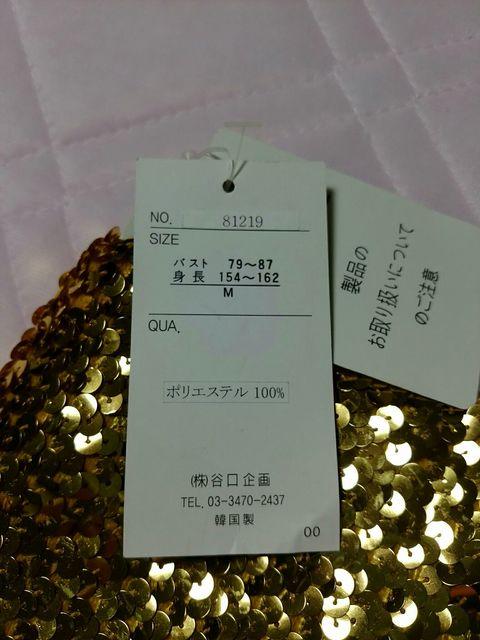 NO. 81219
SIZE
バスト 79〜87
身長 154〜162
M
QUA.
ポリエステル 100%
(株)谷口企画
TEL. 03-3470-2437
韓国製
00
製品の
お取り扱いについて
のご注意